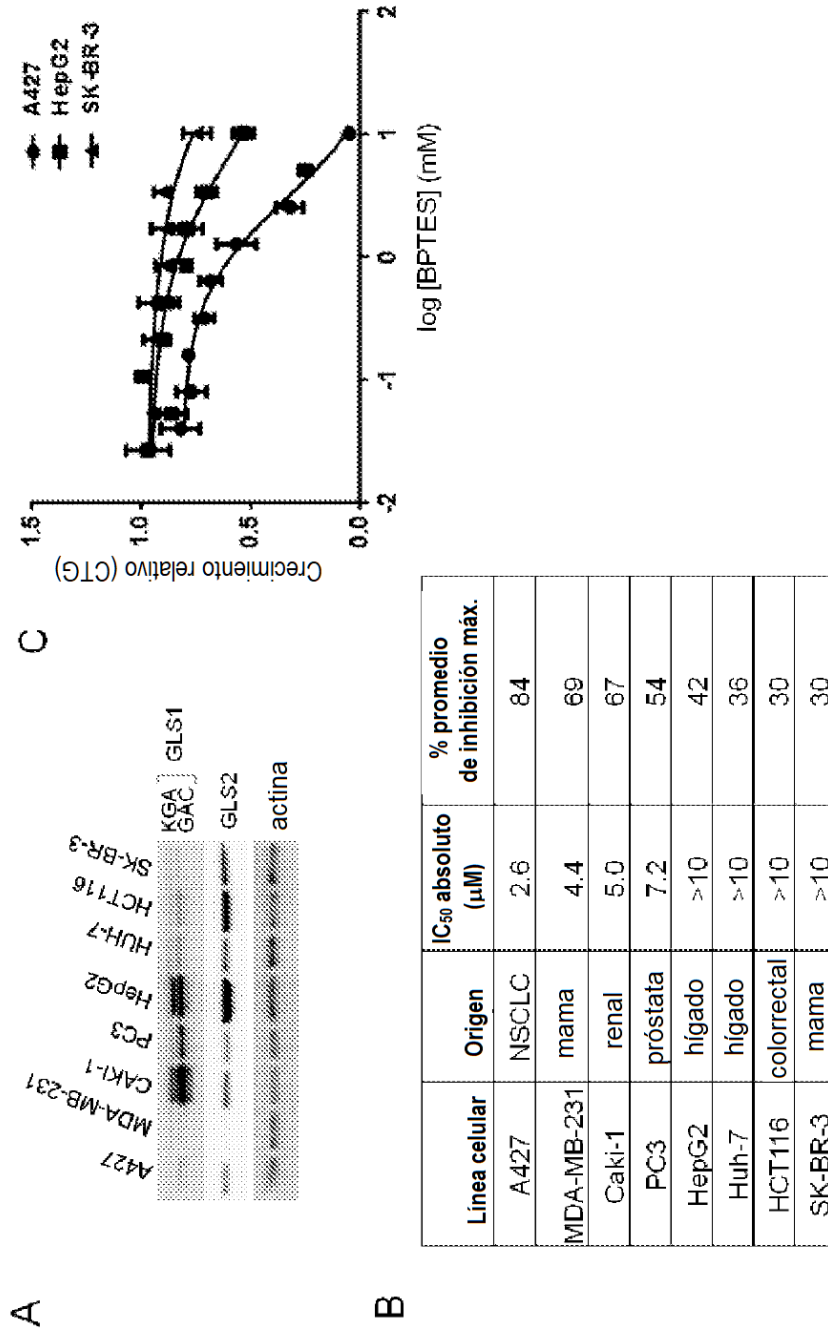 A
A427
MDA-MB-231
CAKI-1
PC3
HepG2
HUH-7
HCT116
SK-BR-3
KGA
GAC
GLS1
GLS2
actina
B
Línea celular Origen IC₅₀ absoluto (µM) % promedio de inhibición máx.
A427 NSCLC 2.6 84
MDA-MB-231 mama 4.4 69
Caki-1 renal 5.0 67
PC3 próstata 7.2 54
HepG2 hígado >10 42
Huh-7 hígado >10 36
HCT116 colorrectal >10 30
SK-BR-3 mama >10 30
C
Crecimiento relativo (CTG)
1.5
1.0
0.5
0.0
-2 -1 0 1 2
log [BPTES] (mM)
A427
HepG2
SK-BR-3